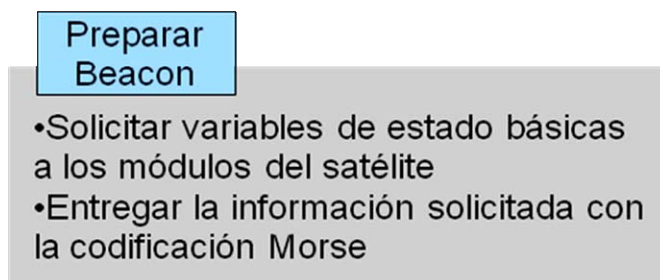 Preparar
Beacon
•Solicitar variables de estado básicas
a los módulos del satélite
•Entregar la información solicitada con
la codificación Morse